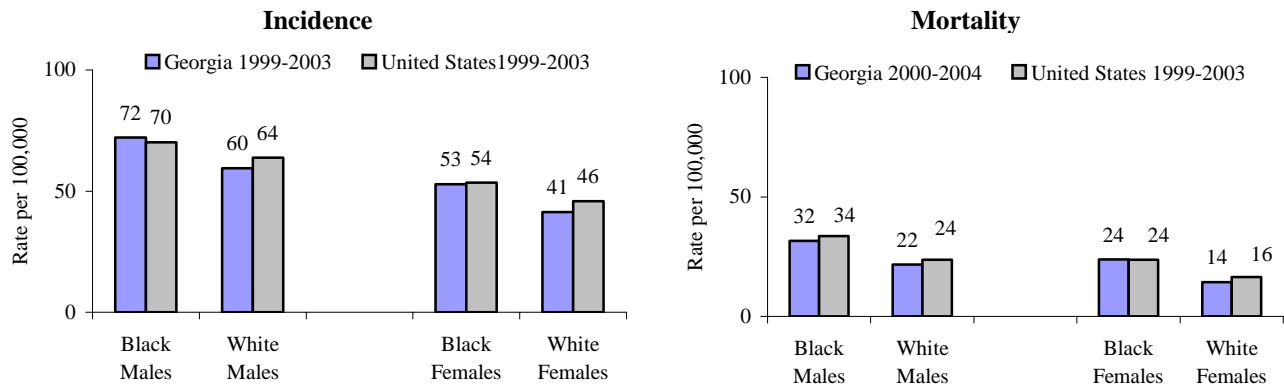 Incidence
Georgia 1999-2003 United States1999-2003
Rate per 100,000
100
50
0
72 70
60 64
53 54
41 46
Black Males
White Males
Black Females
White Females
Mortality
Georgia 2000-2004 United States 1999-2003
Rate per 100,000
100
50
0
32 34
22 24
24 24
14 16
Black Males
White Males
Black Females
White Females